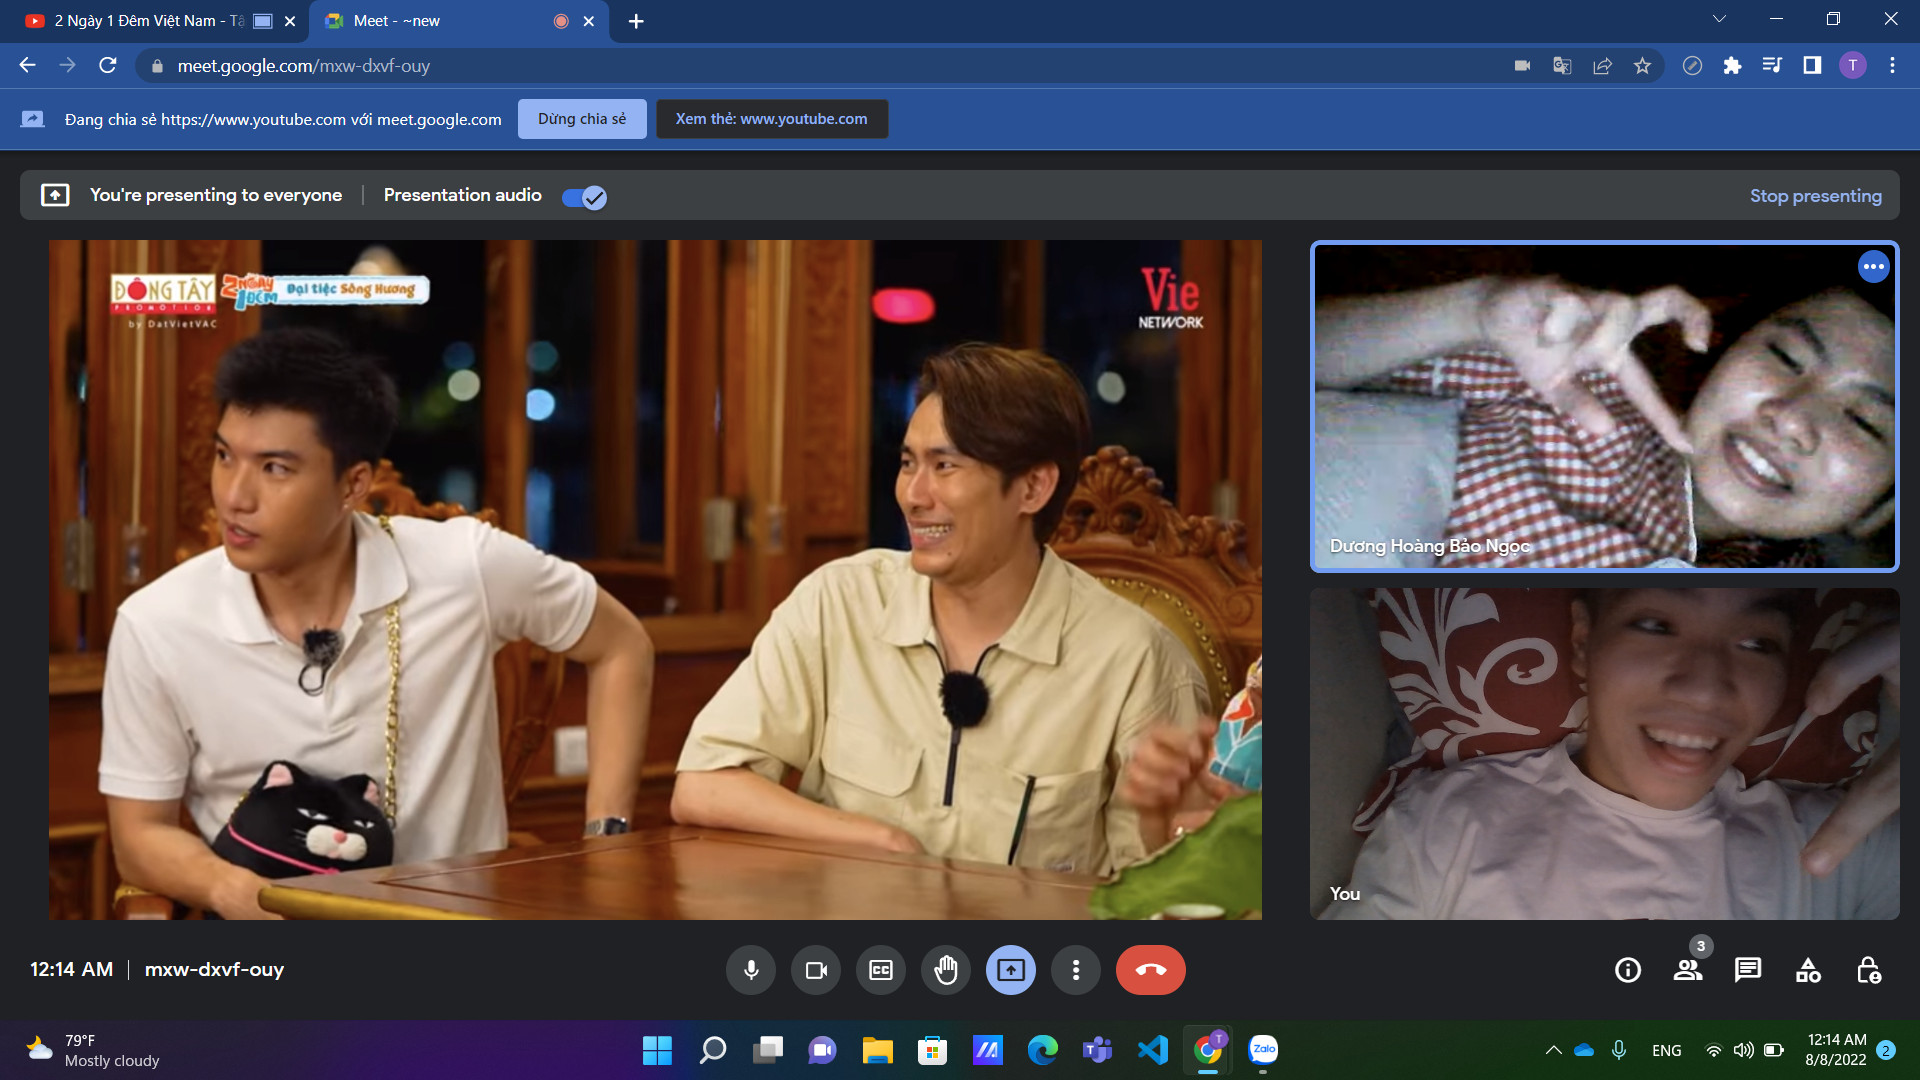 2 Ngày 1 Đêm Việt Nam - Tậ
Meet - ~new
meet.google.com/mxw-dxvf-ouy
T
Đang chia sẻ https://www.youtube.com với meet.google.com
Dừng chia sẻ
Xem thẻ: www.youtube.com
You're presenting to everyone
Presentation audio
Stop presenting
ĐÔNG TÂY
PROMOTION
by DatVietVAC
2 NGÀY 1 ĐÊM
Đại tiệc Sông Hương
Vie
NETWORK
Dương Hoàng Bảo Ngọc
You
12:14 AM
mxw-dxvf-ouy
CC
3
79°F
Mostly cloudy
T
T
Zalo
ENG
12:14 AM
8/8/2022
2